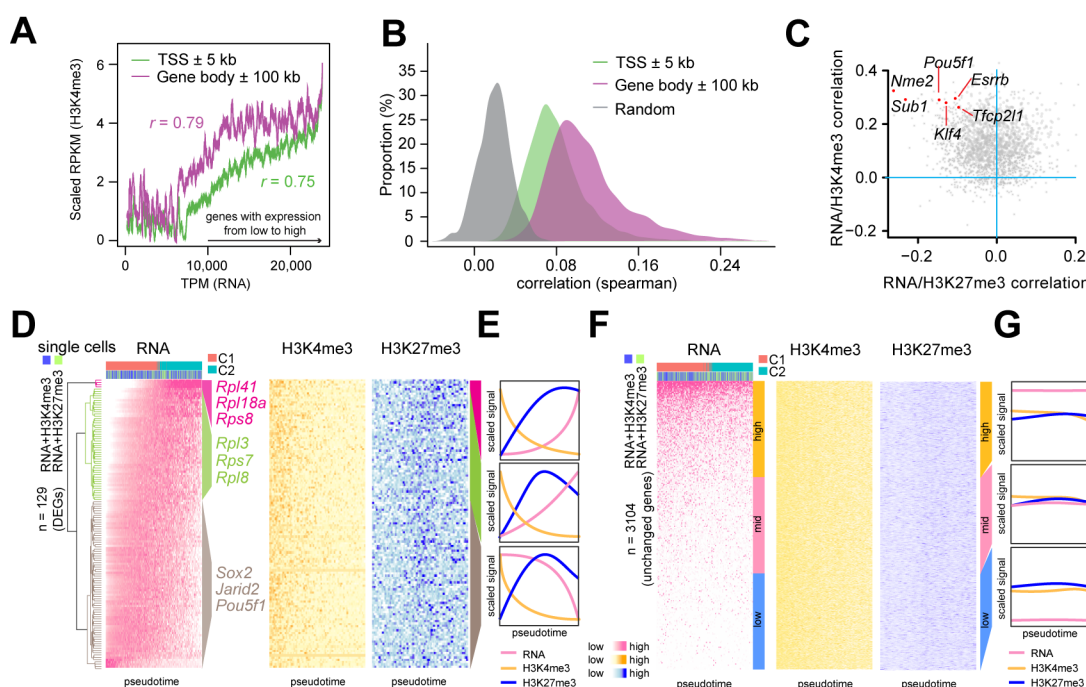 A
Scaled RPKM (H3K4me3)
6
4
2
0
TSS ± 5 kb
Gene body ± 100 kb
r = 0.79
r = 0.75
genes with expression
from low to high
0
10,000
20,000
TPM (RNA)
B
Proportion (%)
35
30
25
20
15
10
5
0
TSS ± 5 kb
Gene body ± 100 kb
Random
0.00
0.08
0.16
0.24
correlation (spearman)
C
RNA/H3K4me3 correlation
0.4
0.2
0.0
−0.2
Pou5f1
Nme2
Esrrb
Sub1
Tfcp2l1
Klf4
−0.2
0.0
0.2
RNA/H3K27me3 correlation
D
single cells
RNA
C1
C2
H3K4me3
H3K27me3
RNA+H3K4me3
RNA+H3K27me3
n = 129
(DEGs)
Rpl41
Rpl18a
Rps8
Rpl3
Rps7
Rpl8
Sox2
Jarid2
Pou5f1
pseudotime
pseudotime
pseudotime
E
scaled signal
scaled signal
scaled signal
pseudotime
RNA
H3K4me3
H3K27me3
F
RNA
C1
C2
H3K4me3
H3K27me3
RNA+H3K4me3
RNA+H3K27me3
n = 3104
(unchanged genes)
high
mid
low
high
mid
low
low high
low high
low high
pseudotime
pseudotime
pseudotime
G
scaled signal
scaled signal
scaled signal
pseudotime
RNA
H3K4me3
H3K27me3